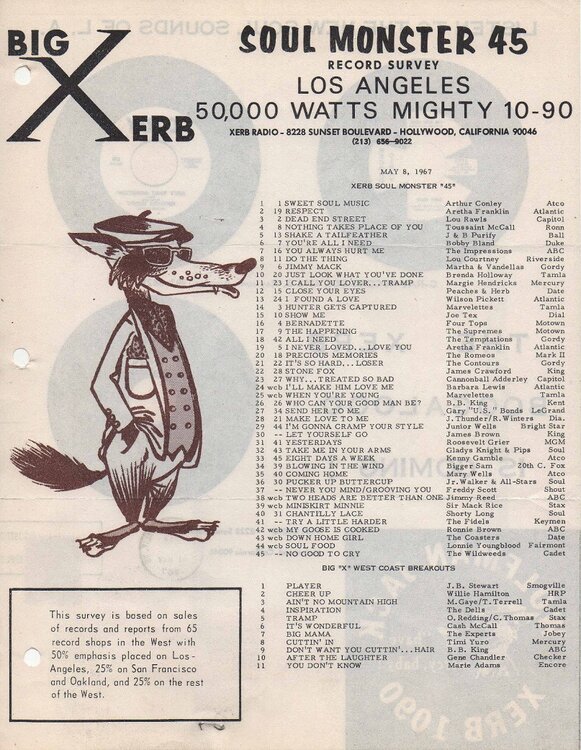 BIG X ERB
SOUL MONSTER 45
RECORD SURVEY
LOS ANGELES
50,000 WATTS MIGHTY 10-90
XERB RADIO - 8228 SUNSET BOULEVARD - HOLLYWOOD, CALIFORNIA 90046
(213) 656-9022
MAY 8, 1967
XERB SOUL MONSTER "45"
1 1 SWEET SOUL MUSIC Arthur Conley Atco
2 19 RESPECT Aretha Franklin Atlantic
3 2 DEAD END STREET Lou Rawls Capitol
4 8 NOTHING TAKES PLACE OF YOU Toussaint McCall Ronn
5 13 SHAKE A TAILFEATHER J & B Purify Ball
6 7 YOU'RE ALL I NEED Bobby Bland Duke
7 16 YOU ALWAYS HURT ME The Impressions ABC
8 11 DO THE THING Lou Courtney Riverside
9 6 JIMMY MACK Martha & Vandellas Gordy
10 20 JUST LOOK WHAT YOU'VE DONE Brenda Holloway Tamla
11 23 I CALL YOU LOVER...TRAMP Margie Hendricks Mercury
12 15 CLOSE YOUR EYES Peaches & Herb Date
13 24 I FOUND A LOVE Wilson Pickett Atlantic
14 3 HUNTER GETS CAPTURED Marvelettes Tamla
15 10 SHOW ME Joe Tex Dial
16 4 BERNADETTE Four Tops Motown
17 9 THE HAPPENING The Supremes Motown
18 42 ALL I NEED The Temptations Gordy
19 5 I NEVER LOVED...LOVE YOU Aretha Franklin Atlantic
20 18 PRECIOUS MEMORIES The Romeos Mark II
21 22 IT'S SO HARD...LOSER The Contours Gordy
22 28 STONE FOX James Crawford King
23 27 WHY...TREATED SO BAD Cannonball Adderley Capitol
24 wcb I'LL MAKE HIM LOVE ME Barbara Lewis Atlantic
25 wcb WHEN YOU'RE YOUNG Marvelettes Tamla
26 26 WHO CAN YOUR GOOD MAN BE? B.B. King Kent
27 34 SEND HER TO ME Gary "U.S." Bonds LeGrand
28 21 MAKE LOVE TO ME J. Thunder/R.Winters Dia.
29 44 I'M GONNA CRAMP YOUR STYLE Junior Wells Bright Star
30 -- LET YOURSELF GO James Brown King
31 41 YESTERDAYS Roosevelt Grier MGM
32 43 TAKE ME IN YOUR ARMS Gladys Knight & Pips Soul
33 45 EIGHT DAYS A WEEK Kenny Gamble Atco
34 39 BLOWING IN THE WIND Bigger Sam 20th C. Fox
35 40 COMING HOME Mary Wells Atco
36 30 PUCKER UP BUTTERCUP Jr.Walker & All-Stars Soul
37 -- NEVER YOU MIND/GROOVING YOU Freddy Scott Shout
38 wcb TWO HEADS ARE BETTER THAN ONE Jimmy Reed ABC
39 wcb MINISKIRT MINNIE Sir Mack Rice Stax
40 31 CHANTILLY LACE Shorty Long Soul
41 -- TRY A LITTLE HARDER The Fidels Keymen
42 wcb MY GOOSE IS COOKED Ronnie Brown ABC
43 wcb DOWN HOME GIRL The Coasters Date
44 wcb SOUL FOOD Lonnie Youngblood Fairmont
45 -- NO GOOD TO CRY The Wildweeds Cadet
BIG "X" WEST COAST BREAKOUTS
1 PLAYER J.B. Stewart Smogville
2 CHEER UP Willie Hamilton HRP
3 AIN'T NO MOUNTAIN HIGH M.Gaye/T.Terrell Tamla
4 INSPIRATION The Dells Cadet
5 TRAMP O.Redding/C.Thomas Stax
6 IT'S WONDERFUL Cash McCall Thomas
7 BIG MAMA The Experts Jobey
8 CUTTIN' IN Timi Yuro Mercury
9 DON'T WANT YOU CUTTIN'...HAIR B.B. King ABC
10 AFTER THE LAUGHTER Gene Chandler Checker
11 YOU DON'T KNOW Marie Adams Encore
This survey is based on sales
of records and reports from 65
record shops in the West with
50% emphasis placed on Los-
Angeles, 25% on San Francisco
and Oakland, and 25% on the rest
of the West.